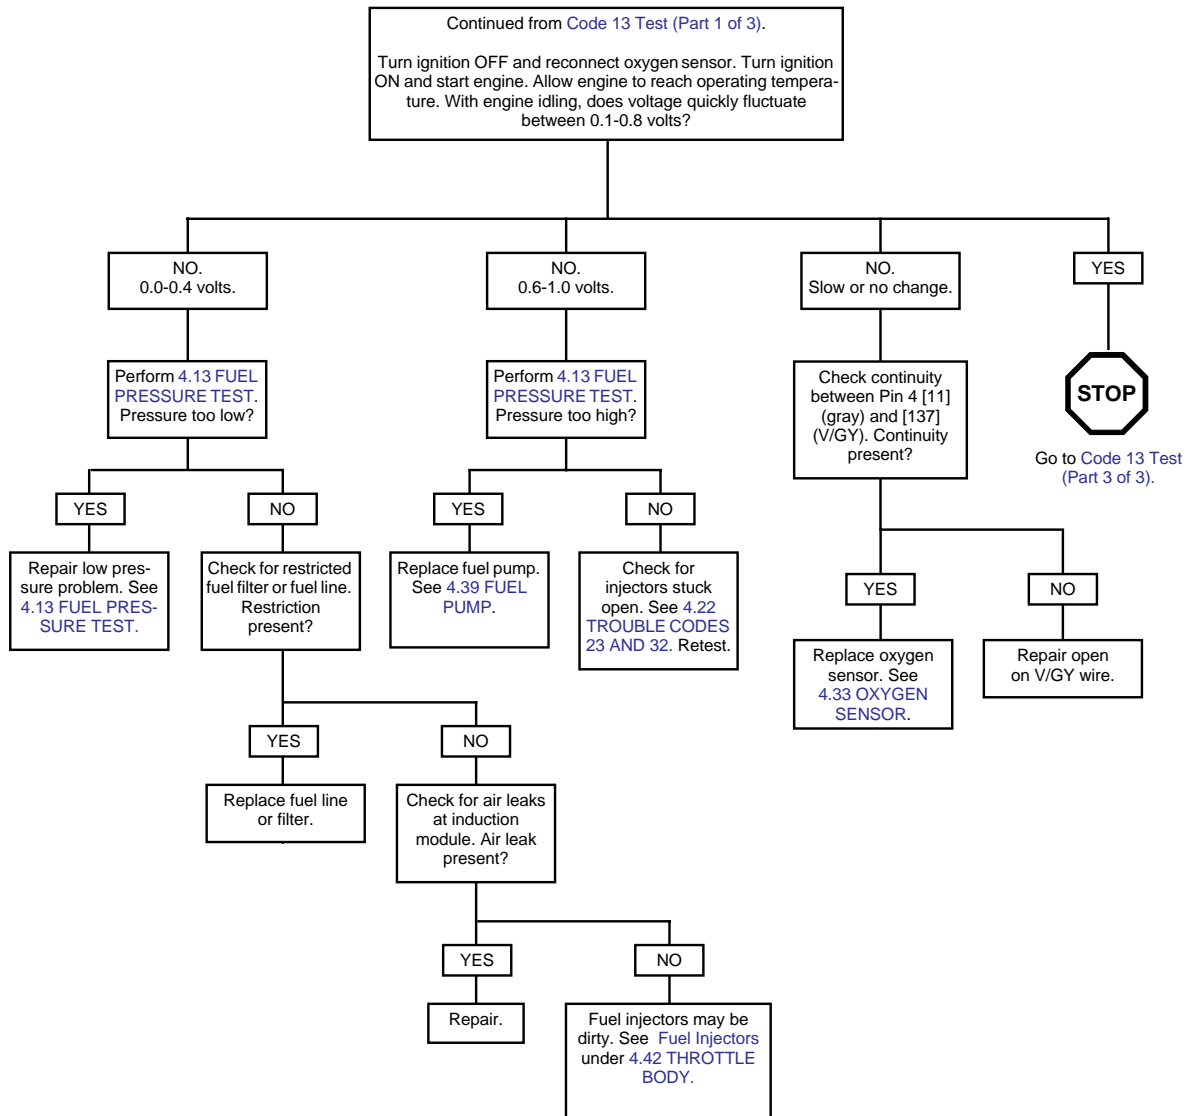 Continued from Code 13 Test (Part 1 of 3).
Turn ignition OFF and reconnect oxygen sensor. Turn ignition
ON and start engine. Allow engine to reach operating tempera-
ture. With engine idling, does voltage quickly fluctuate
between 0.1-0.8 volts?
NO.
0.0-0.4 volts.
NO.
0.6-1.0 volts.
NO.
Slow or no change.
YES
Perform 4.13 FUEL
PRESSURE TEST.
Pressure too low?
Perform 4.13 FUEL
PRESSURE TEST.
Pressure too high?
Check continuity
between Pin 4 [11]
(gray) and [137]
(V/GY). Continuity
present?
STOP
Go to Code 13 Test
(Part 3 of 3).
YES
NO
YES
NO
Repair low pres-
sure problem. See
4.13 FUEL PRES-
SURE TEST.
Check for restricted
fuel filter or fuel line.
Restriction
present?
Replace fuel pump.
See 4.39 FUEL
PUMP.
Check for
injectors stuck
open. See 4.22
TROUBLE CODES
23 AND 32. Retest.
YES
NO
Replace oxygen
sensor. See
4.33 OXYGEN
SENSOR.
Repair open
on V/GY wire.
YES
NO
Replace fuel line
or filter.
Check for air leaks
at induction
module. Air leak
present?
YES
NO
Repair.
Fuel injectors may be
dirty. See Fuel Injectors
under 4.42 THROTTLE
BODY.